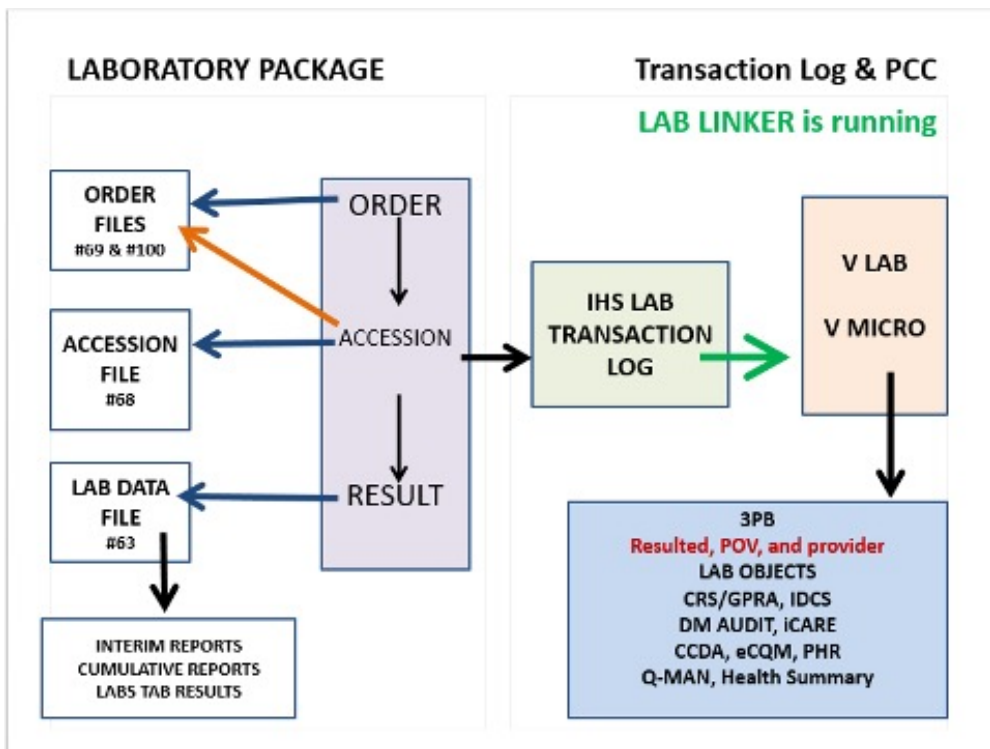 LABORATORY PACKAGE
Transaction Log & PCC
LAB LINKER is running
ORDER
FILES
#69 & #100
ACCESSION
FILE
#68
LAB DATA
FILE
#63
INTERIM REPORTS
CUMULATIVE REPORTS
LABS TAB RESULTS
ORDER
ACCESSION
RESULT
IHS LAB
TRANSACTION
LOG
V LAB
V MICRO
3PB
Resulted, POV, and provider
LAB OBJECTS
CRS/GPRA, IDCS
DM AUDIT, iCARE
CCDA, eCQM, PHR
Q-MAN, Health Summary